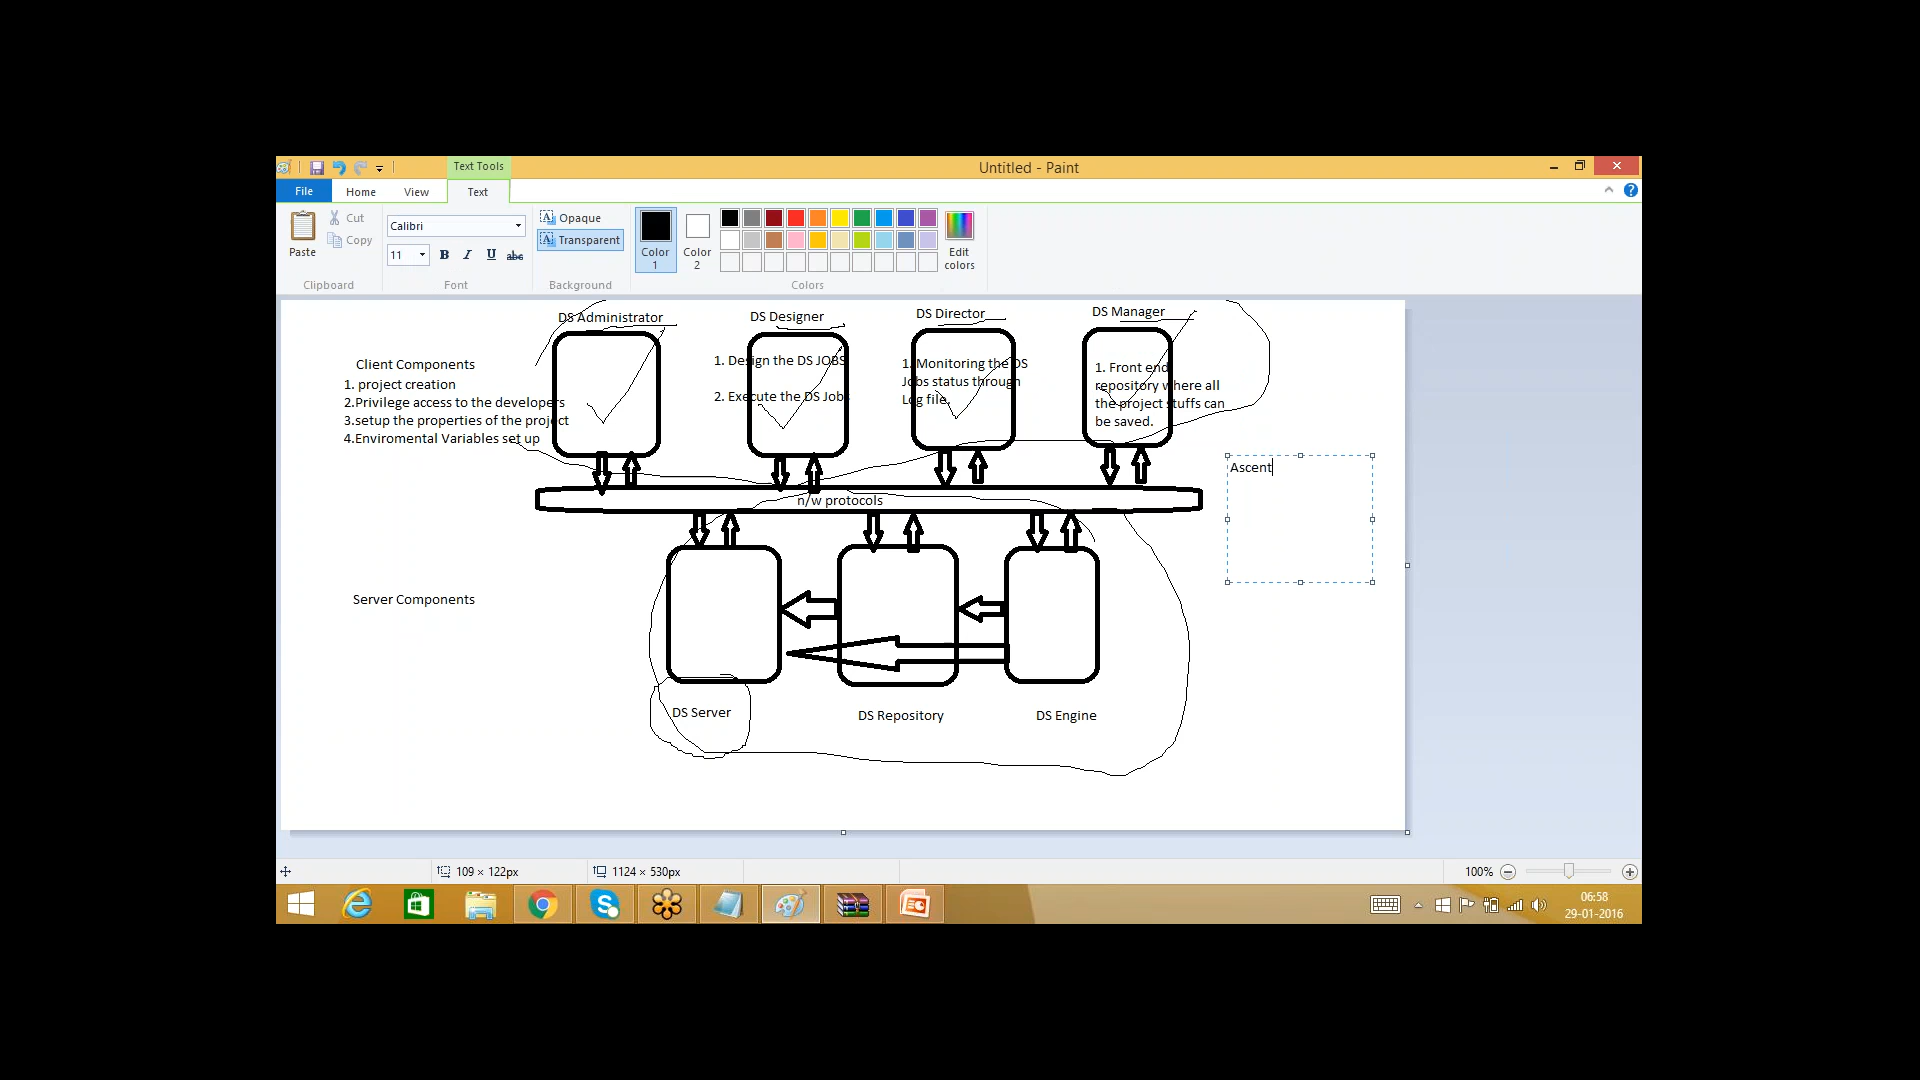 Text Tools
Untitled - Paint
File
Home
View
Text
Paste
Cut
Copy
Clipboard
Calibri
11
B I U abc
Font
Opaque
Transparent
Background
Color 1
Color 2
Edit colors
Colors
DS Administrator
DS Designer
DS Director
DS Manager
Client Components
1. project creation
2.Privilege access to the developers
3.setup the properties of the project
4.Enviromental Variables set up
1. Design the DS JOBS
2. Execute the DS Jobs
1. Monitoring the DS
Jobs status through
Log file.
1. Front end
repository where all
the project stuffs can
be saved.
Ascent
n/w protocols
Server Components
DS Server
DS Repository
DS Engine
109 × 122px
1124 × 530px
100%
06:58
29-01-2016